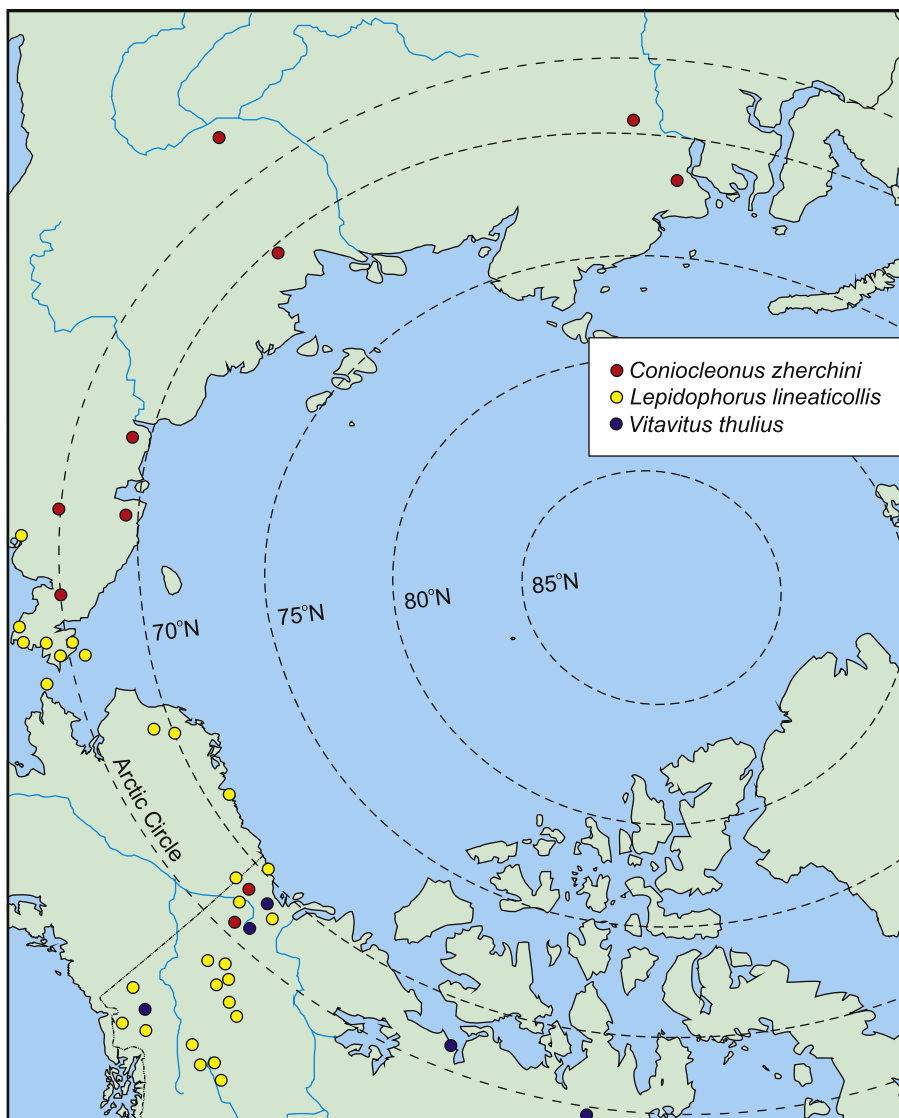 Coniocleonus zherchini
Lepidophorus lineaticollis
Vitavitus thulius
85°N
80°N
75°N
70°N
Arctic Circle